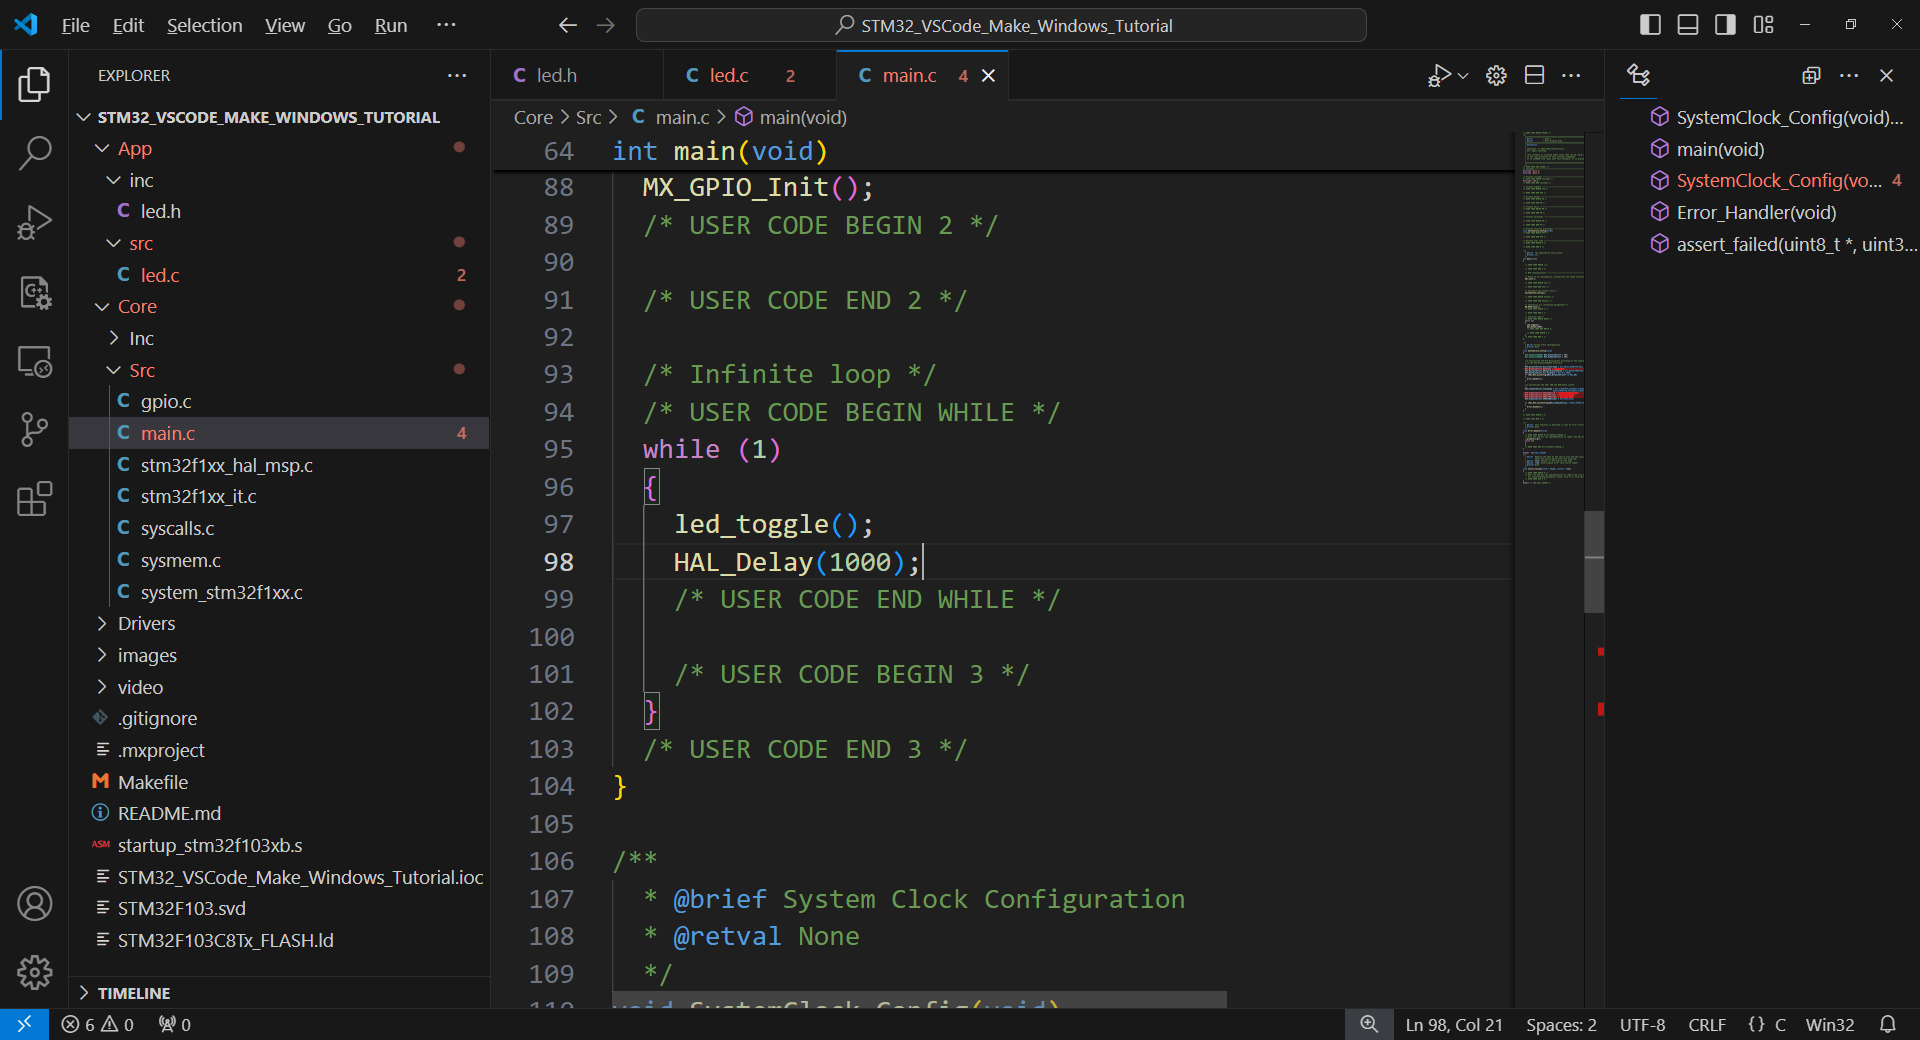 File Edit Selection View Go Run ···
STM32_VSCode_Make_Windows_Tutorial
EXPLORER
STM32_VSCODE_MAKE_WINDOWS_TUTORIAL
App
inc
C led.h
src
C led.c 2
Core
Inc
Src
C gpio.c
C main.c 4
C stm32f1xx_hal_msp.c
C stm32f1xx_it.c
C syscalls.c
C sysmem.c
C system_stm32f1xx.c
Drivers
images
video
.gitignore
.mxproject
M Makefile
README.md
ASM startup_stm32f103xb.s
STM32_VSCode_Make_Windows_Tutorial.ioc
STM32F103.svd
STM32F103C8Tx_FLASH.ld
TIMELINE
C led.h
C led.c 2
C main.c 4
Core > Src > C main.c > main(void)
64 int main(void)
88 MX_GPIO_Init();
89 /* USER CODE BEGIN 2 */
90
91 /* USER CODE END 2 */
92
93 /* Infinite loop */
94 /* USER CODE BEGIN WHILE */
95 while (1)
96 {
97 led_toggle();
98 HAL_Delay(1000);
99 /* USER CODE END WHILE */
100
101 /* USER CODE BEGIN 3 */
102 }
103 /* USER CODE END 3 */
104 }
105
106 /**
107 * @brief System Clock Configuration
108 * @retval None
109 */
110 void SystemClock_Config(void)
SystemClock_Config(void)...
main(void)
SystemClock_Config(vo... 4
Error_Handler(void)
assert_failed(uint8_t *, uint3...
6 0 0
Ln 98, Col 21 Spaces: 2 UTF-8 CRLF {} C Win32